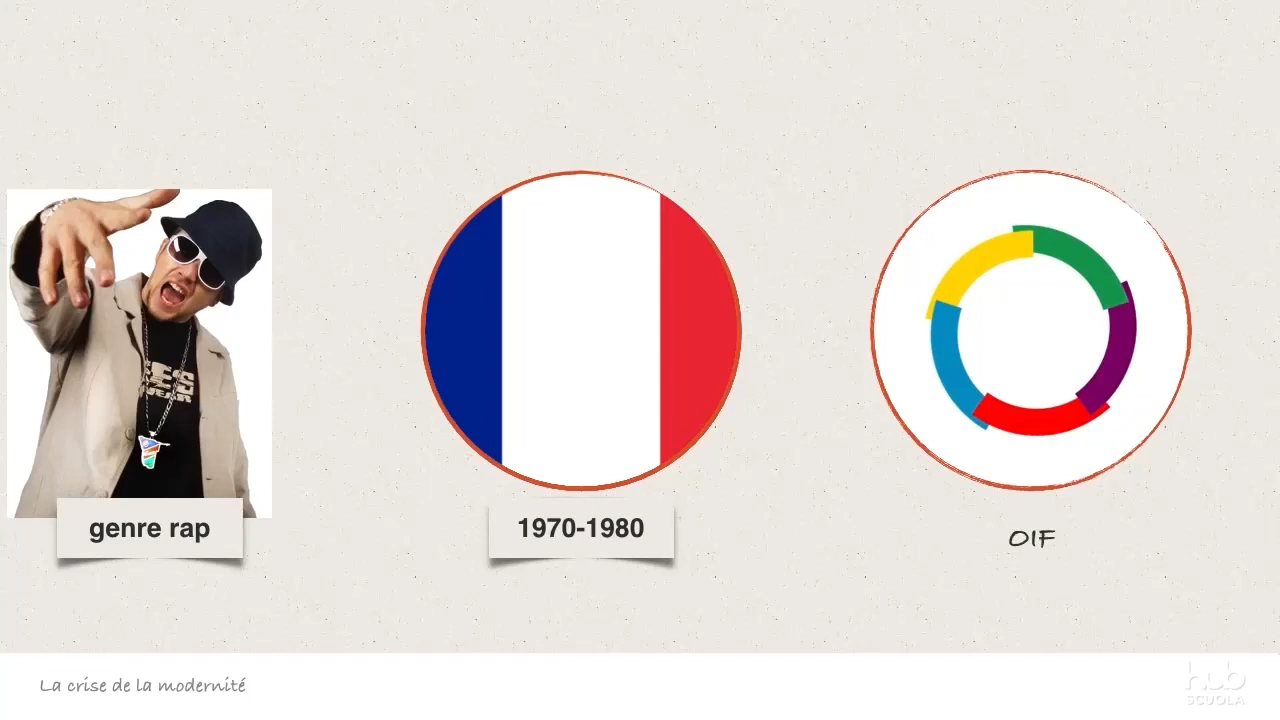 genre rap
1970-1980
OIF
La crise de la modernité
hub
SCUOLA